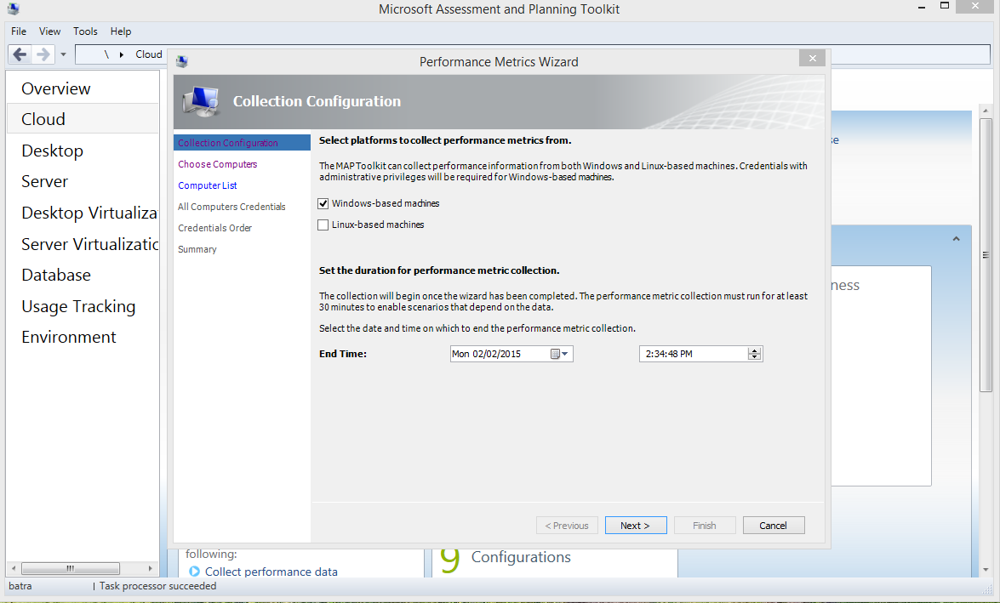 Microsoft Assessment and Planning Toolkit
File View Tools Help
\ Cloud
Overview
Cloud
Desktop
Server
Desktop Virtualiza
Server Virtualizatic
Database
Usage Tracking
Environment
Performance Metrics Wizard
Collection Configuration
Collection Configuration
Choose Computers
Computer List
All Computers Credentials
Credentials Order
Summary
Select platforms to collect performance metrics from.
The MAP Toolkit can collect performance information from both Windows and Linux-based machines. Credentials with
administrative privileges will be required for Windows-based machines.
Windows-based machines
Linux-based machines
Set the duration for performance metric collection.
The collection will begin once the wizard has been completed. The performance metric collection must run for at least
30 minutes to enable scenarios that depend on the data.
Select the date and time on which to end the performance metric collection.
End Time: Mon 02/02/2015 2:34:48 PM
< Previous Next > Finish Cancel
se
ness
following:
Collect performance data
9 Configurations
batra | Task processor succeeded